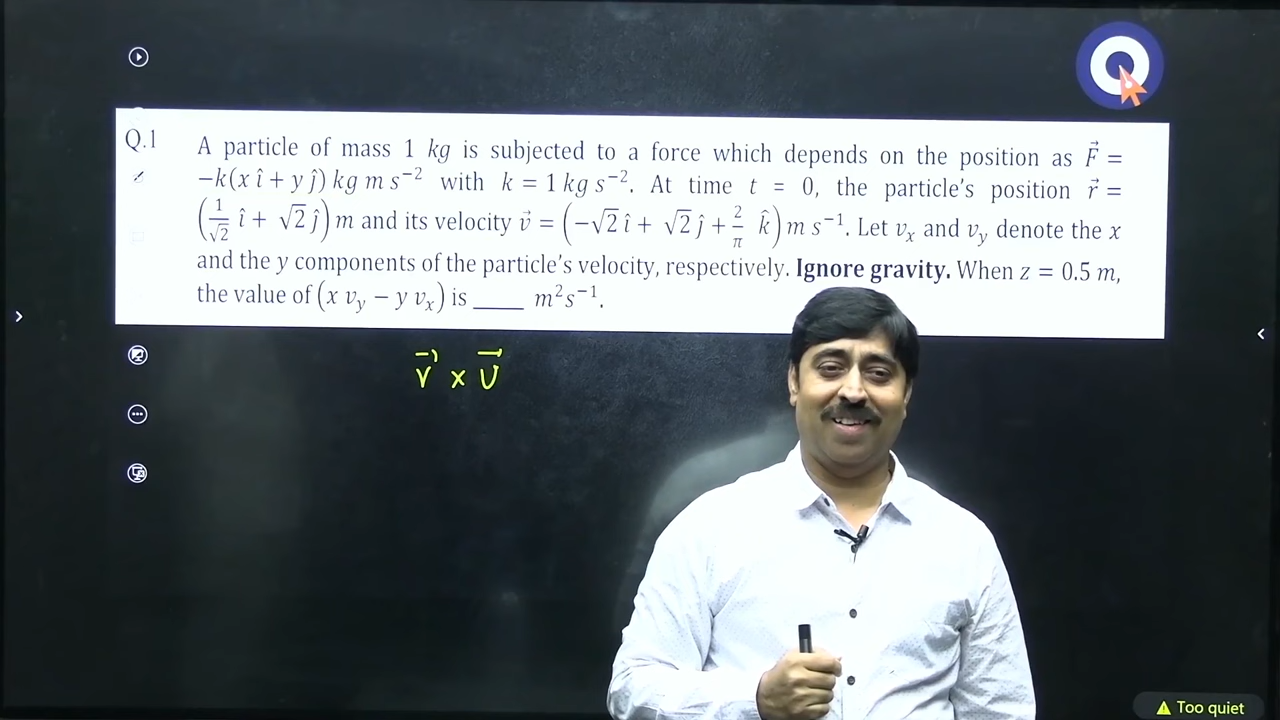 Q.1 A particle of mass 1 kg is subjected to a force which depends on the position as F⃗ =
−k(x î + y ĵ) kg m s⁻² with k = 1 kg s⁻². At time t = 0, the particle's position r⃗ =
(1/√2 î + √2 ĵ) m and its velocity v⃗ = (−√2 î + √2 ĵ + 2/π k̂) m s⁻¹. Let vₓ and v_y denote the x
and the y components of the particle's velocity, respectively. Ignore gravity. When z = 0.5 m,
the value of (x v_y − y vₓ) is ____ m²s⁻¹.
r⃗ × v⃗
Too quiet